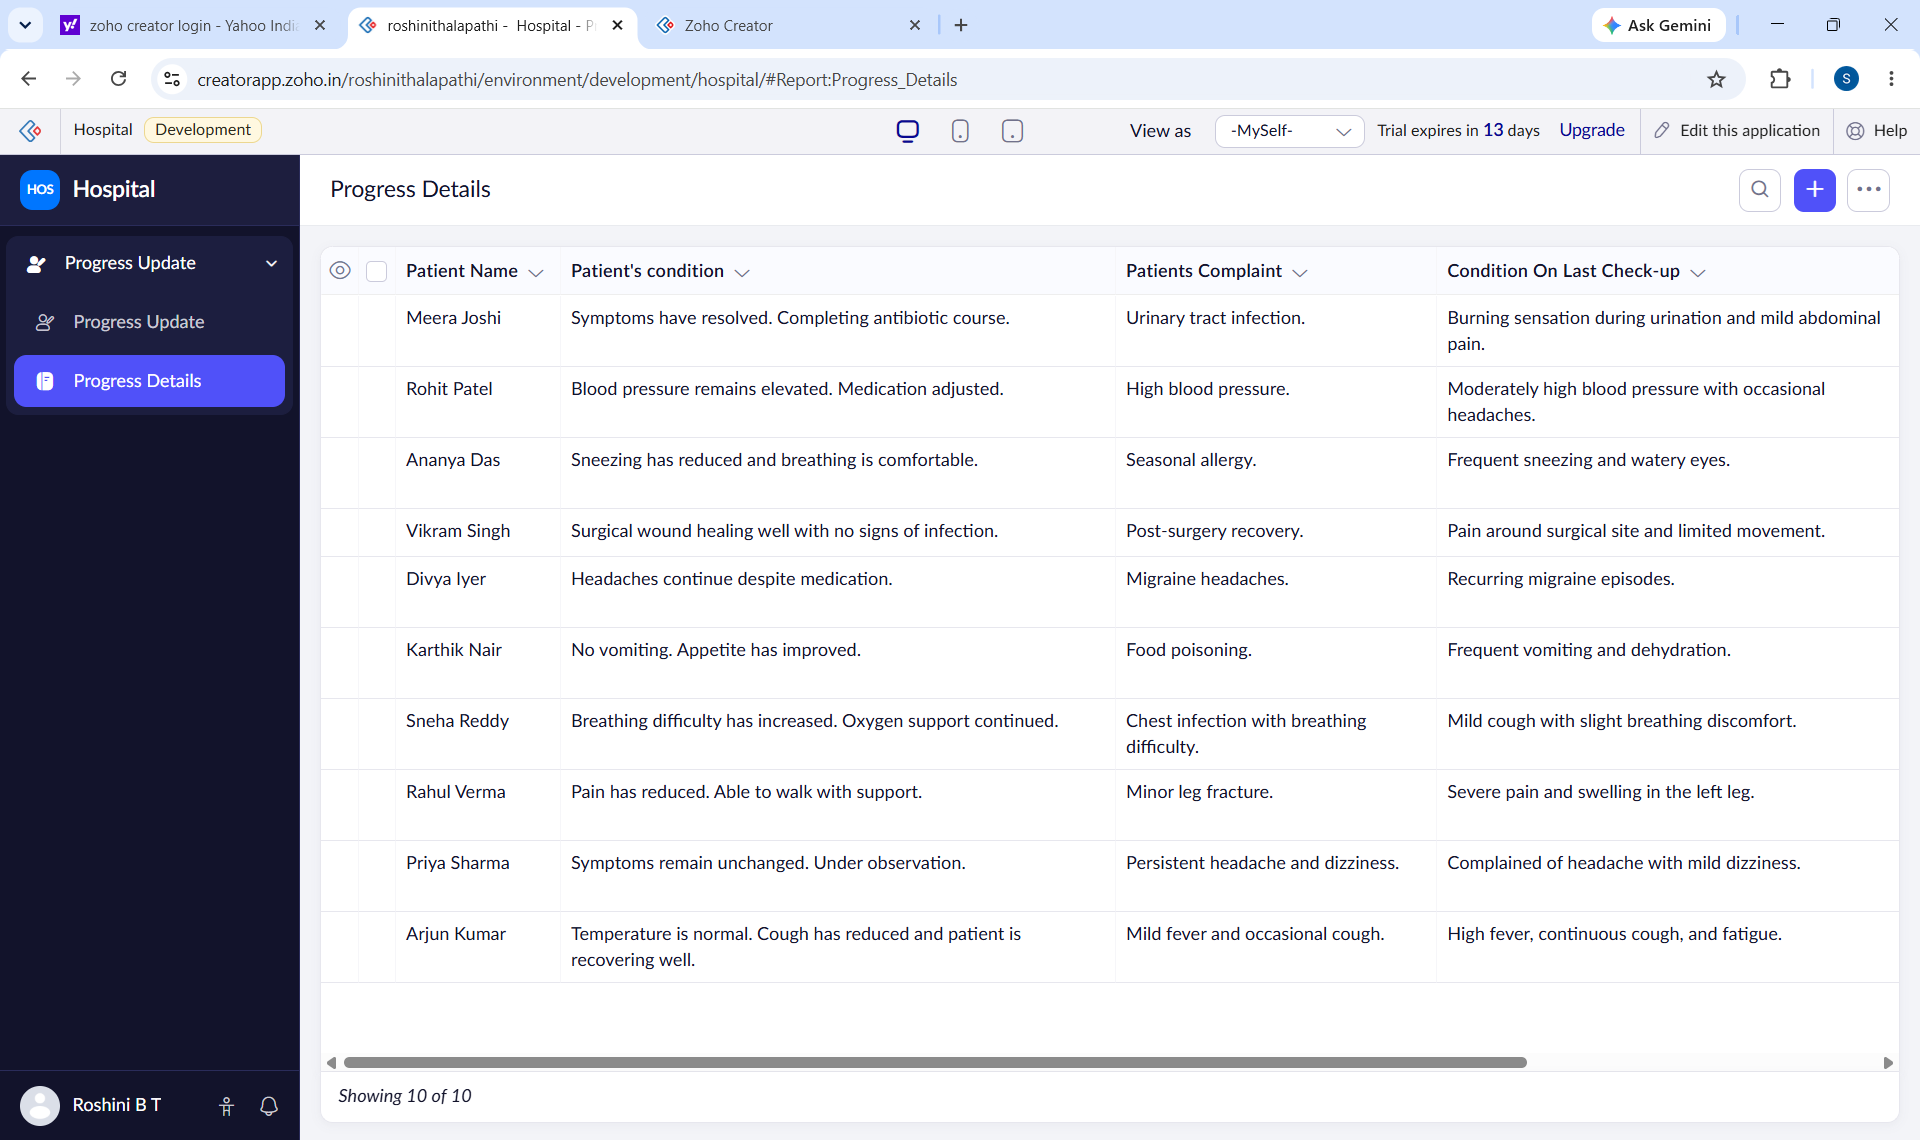 zoho creator login - Yahoo Indi
roshinithalapathi - Hospital - P
Zoho Creator
Ask Gemini
creatorapp.zoho.in/roshinithalapathi/environment/development/hospital/#Report:Progress_Details
S
Hospital
Development
View as
-MySelf-
Trial expires in 13 days
Upgrade
Edit this application
Help
HOS
Hospital
Progress Update
Progress Update
Progress Details
Roshini B T
Progress Details
Patient Name
Patient's condition
Patients Complaint
Condition On Last Check-up
Meera Joshi
Symptoms have resolved. Completing antibiotic course.
Urinary tract infection.
Burning sensation during urination and mild abdominal
pain.
Rohit Patel
Blood pressure remains elevated. Medication adjusted.
High blood pressure.
Moderately high blood pressure with occasional
headaches.
Ananya Das
Sneezing has reduced and breathing is comfortable.
Seasonal allergy.
Frequent sneezing and watery eyes.
Vikram Singh
Surgical wound healing well with no signs of infection.
Post-surgery recovery.
Pain around surgical site and limited movement.
Divya Iyer
Headaches continue despite medication.
Migraine headaches.
Recurring migraine episodes.
Karthik Nair
No vomiting. Appetite has improved.
Food poisoning.
Frequent vomiting and dehydration.
Sneha Reddy
Breathing difficulty has increased. Oxygen support continued.
Chest infection with breathing
difficulty.
Mild cough with slight breathing discomfort.
Rahul Verma
Pain has reduced. Able to walk with support.
Minor leg fracture.
Severe pain and swelling in the left leg.
Priya Sharma
Symptoms remain unchanged. Under observation.
Persistent headache and dizziness.
Complained of headache with mild dizziness.
Arjun Kumar
Temperature is normal. Cough has reduced and patient is
recovering well.
Mild fever and occasional cough.
High fever, continuous cough, and fatigue.
Showing 10 of 10